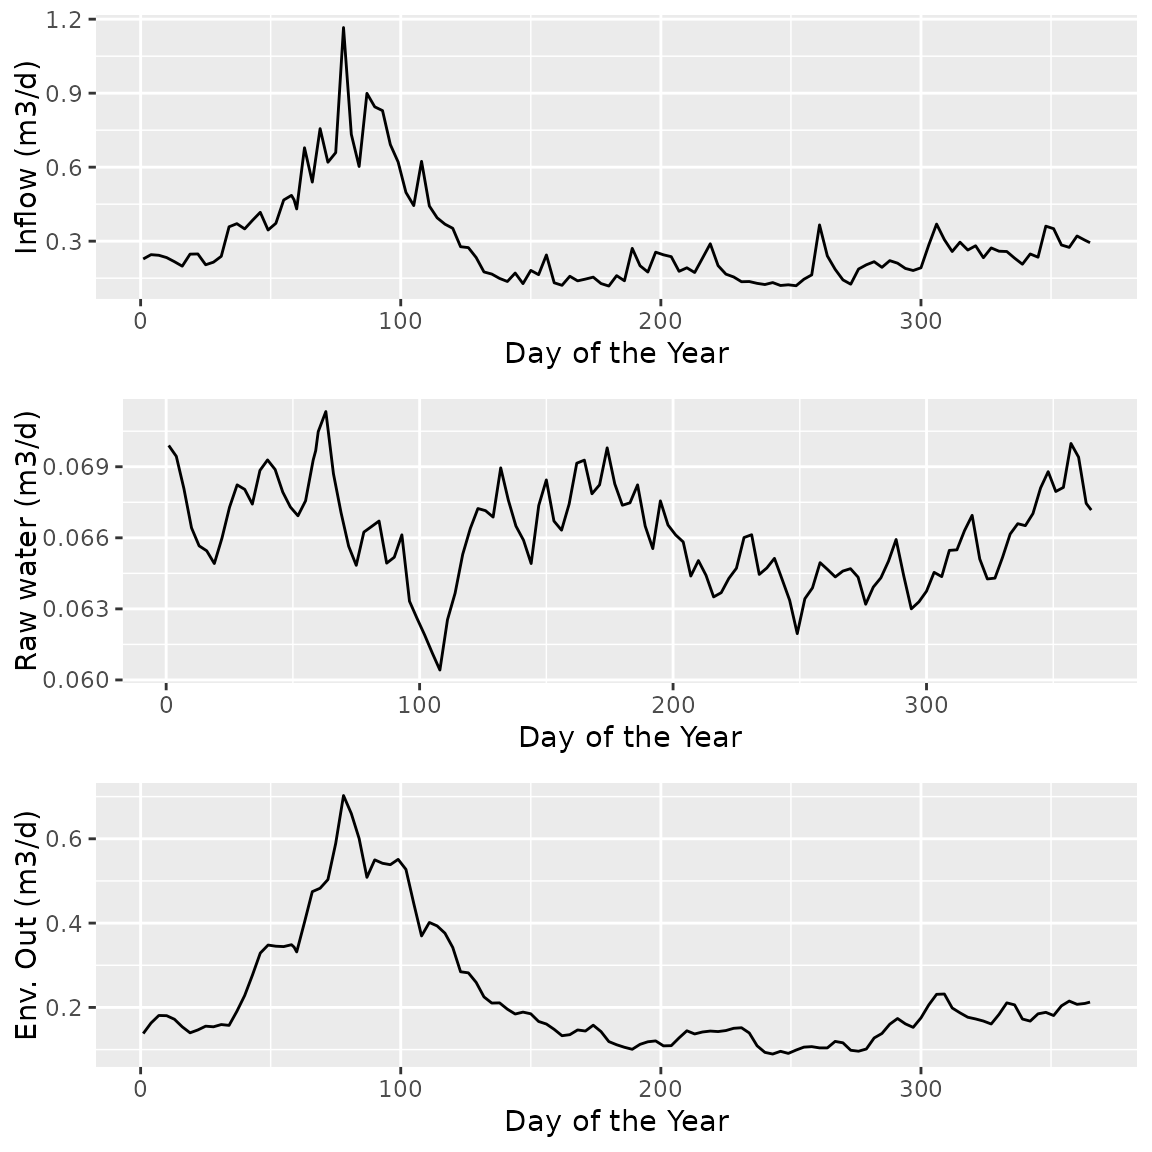 Inflow (m3/d)
1.2
0.9
0.6
0.3
0 100 200 300
Day of the Year
Raw water (m3/d)
0.069
0.066
0.063
0.060
0 100 200 300
Day of the Year
Env. Out (m3/d)
0.6
0.4
0.2
0 100 200 300
Day of the Year